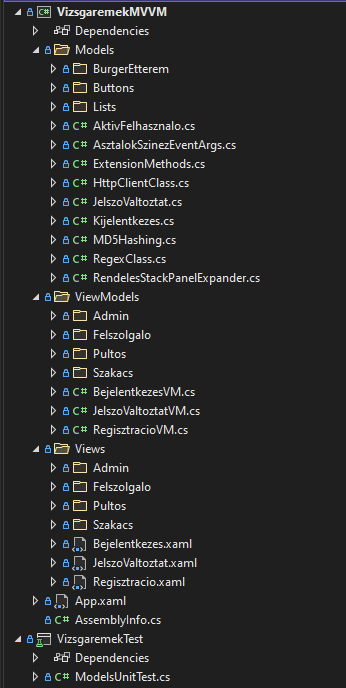 C# VizsgaremekMVVM
Dependencies
Models
BurgerEtterem
Buttons
Lists
C# AktivFelhasznalo.cs
C# AsztalokSzinezEventArgs.cs
C# ExtensionMethods.cs
C# HttpClientClass.cs
C# JelszoValtoztat.cs
C# Kijelentkezes.cs
C# MD5Hashing.cs
C# RegexClass.cs
C# RendelesStackPanelExpander.cs
ViewModels
Admin
Felszolgalo
Pultos
Szakacs
C# BejelentkezesVM.cs
C# JelszoValtoztatVM.cs
C# RegisztracioVM.cs
Views
Admin
Felszolgalo
Pultos
Szakacs
Bejelentkezes.xaml
JelszoValtoztat.xaml
Regisztracio.xaml
App.xaml
C# AssemblyInfo.cs
VizsgaremekTest
Dependencies
C# ModelsUnitTest.cs